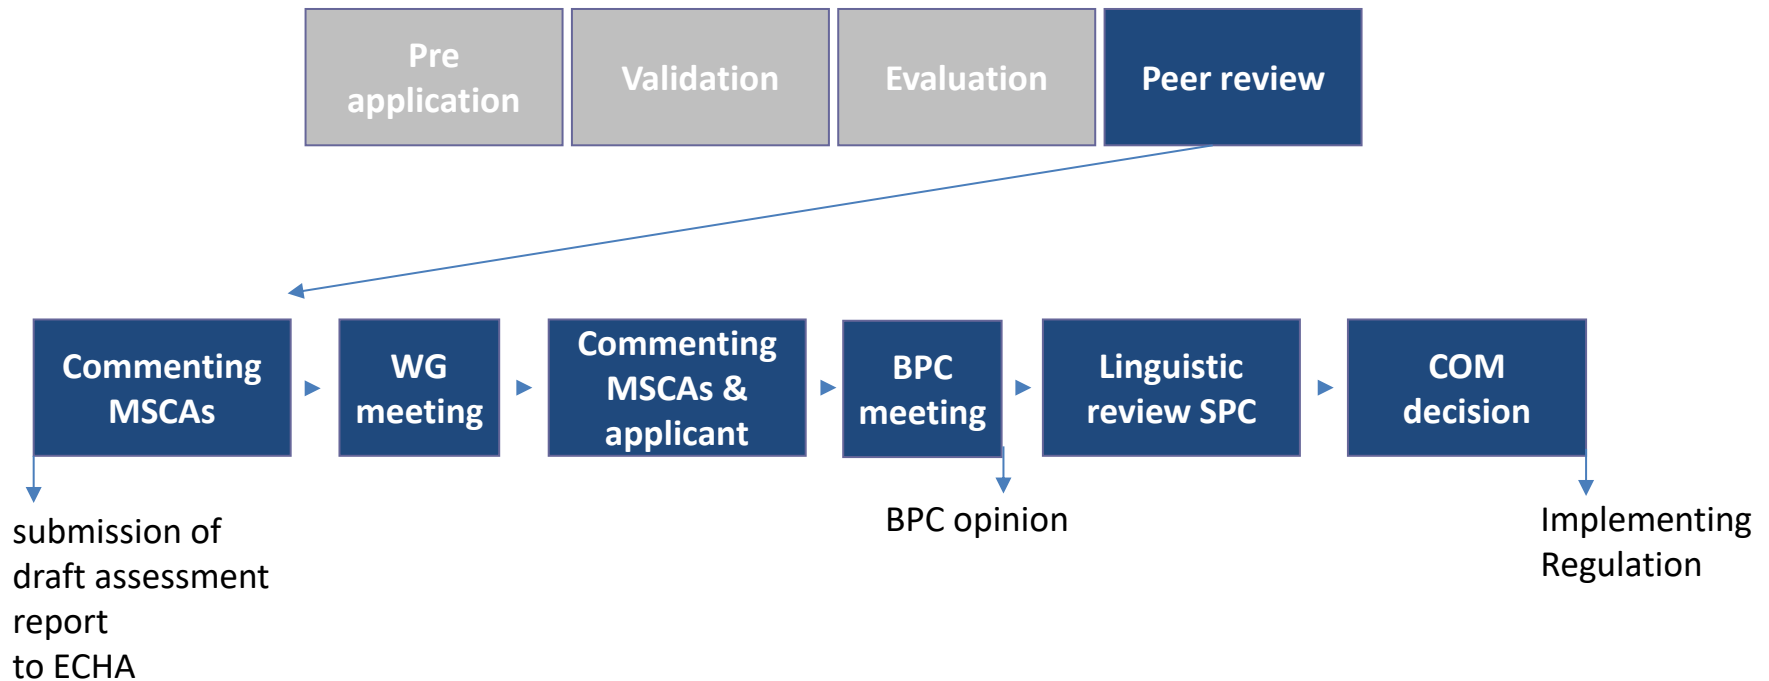 Pre
application
Validation
Evaluation
Peer review
Commenting
MSCAs
WG
meeting
Commenting
MSCAs &
applicant
BPC
meeting
Linguistic
review SPC
COM
decision
submission of
draft assessment
report
to ECHA
BPC opinion
Implementing
Regulation